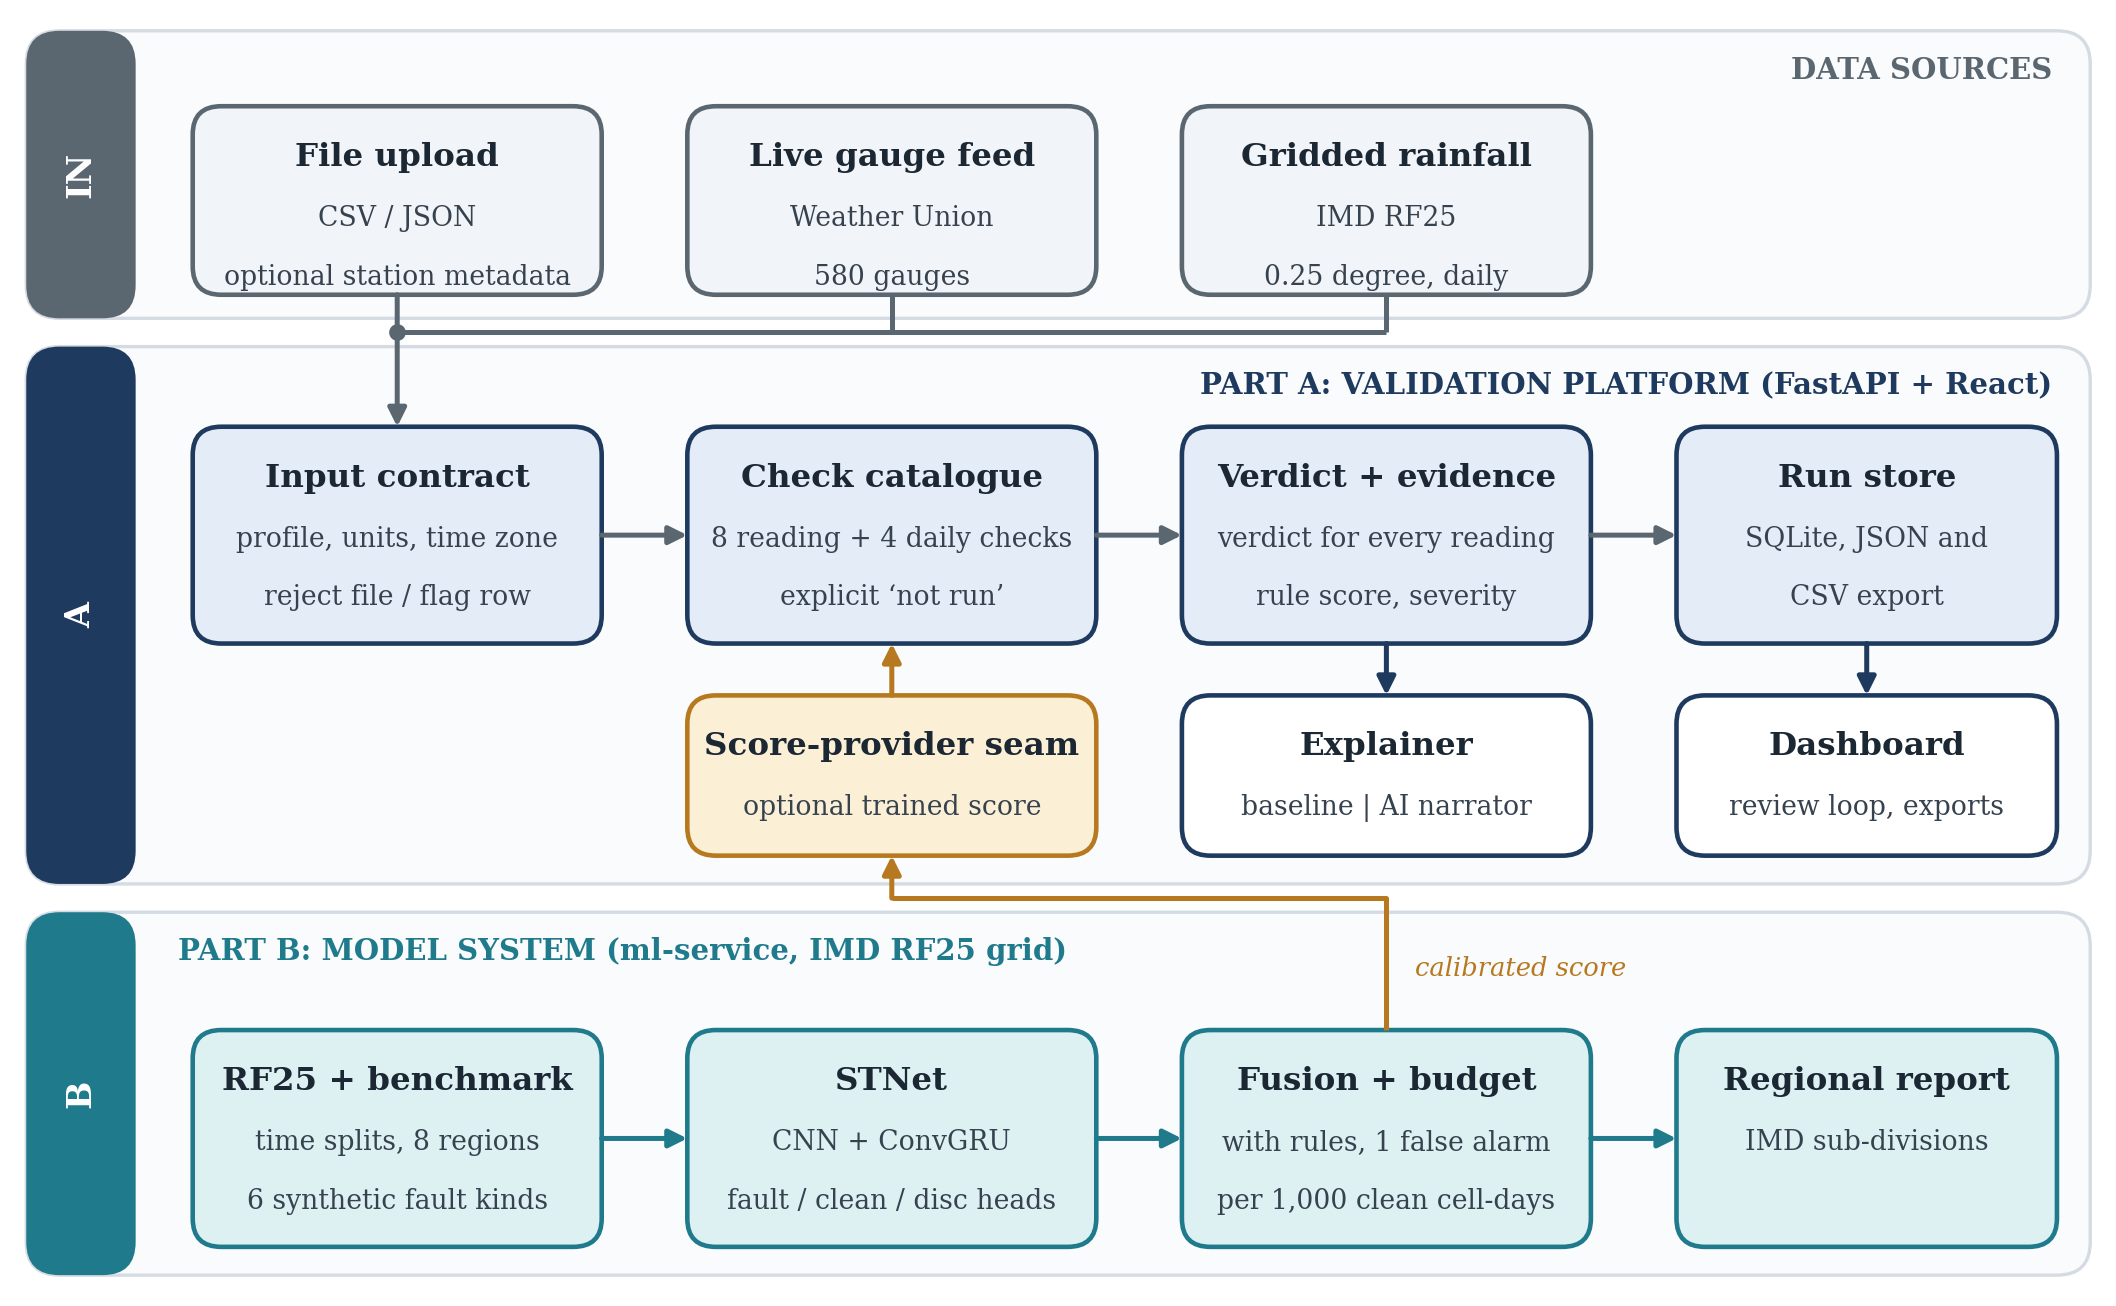 IN
DATA SOURCES
File upload
CSV / JSON
optional station metadata
Live gauge feed
Weather Union
580 gauges
Gridded rainfall
IMD RF25
0.25 degree, daily
A
PART A: VALIDATION PLATFORM (FastAPI + React)
Input contract
profile, units, time zone
reject file / flag row
Check catalogue
8 reading + 4 daily checks
explicit ‘not run’
Verdict + evidence
verdict for every reading
rule score, severity
Run store
SQLite, JSON and
CSV export
Score-provider seam
optional trained score
Explainer
baseline | AI narrator
Dashboard
review loop, exports
B
PART B: MODEL SYSTEM (ml-service, IMD RF25 grid)
calibrated score
RF25 + benchmark
time splits, 8 regions
6 synthetic fault kinds
STNet
CNN + ConvGRU
fault / clean / disc heads
Fusion + budget
with rules, 1 false alarm
per 1,000 clean cell-days
Regional report
IMD sub-divisions